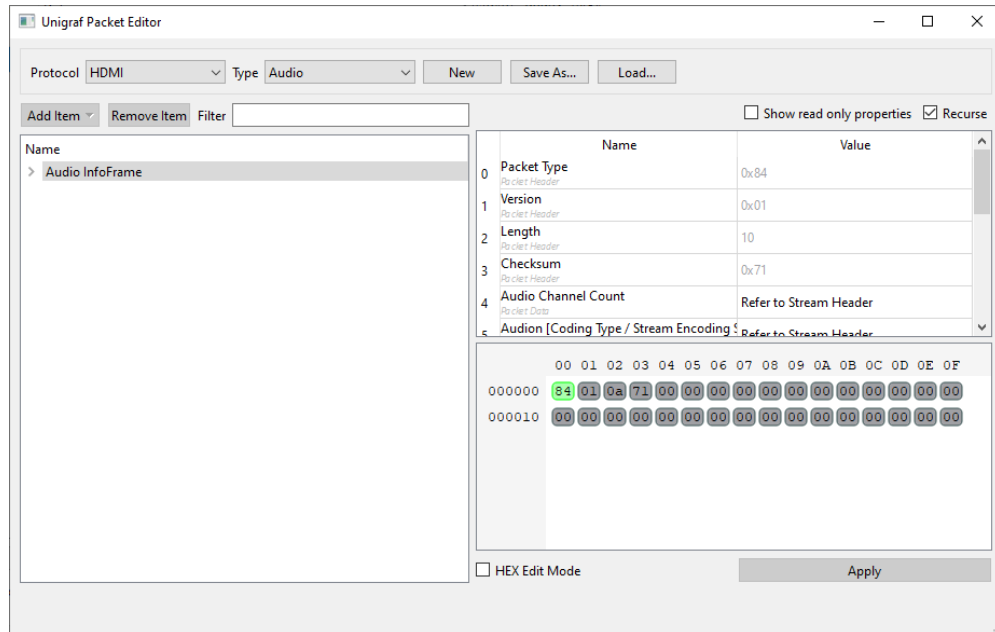 Unigraf Packet Editor
Protocol HDMI Type Audio New Save As... Load...
Add Item Remove Item Filter Show read only properties Recurse
Name
Audio InfoFrame
Name Value
0 Packet Type 0x84
Packet Header
1 Version 0x01
Packet Header
2 Length 10
Packet Header
3 Checksum 0x71
Packet Header
4 Audio Channel Count Refer to Stream Header
Packet Data
5 Audion [Coding Type / Stream Encoding S Refer to Stream Header
00 01 02 03 04 05 06 07 08 09 0A 0B 0C 0D 0E 0F
000000 84 01 0a 71 00 00 00 00 00 00 00 00 00 00 00 00
000010 00 00 00 00 00 00 00 00 00 00 00 00 00 00 00 00
HEX Edit Mode Apply